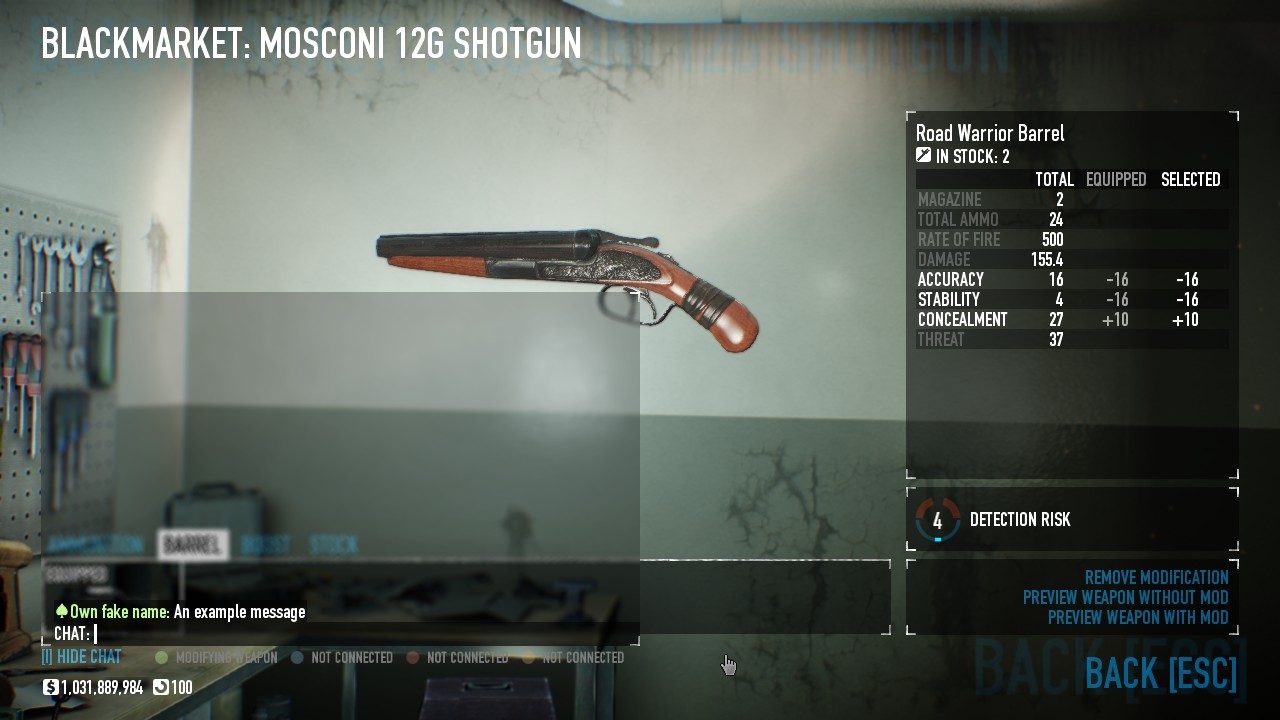 BLACKMARKET: MOSCONI 12G SHOTGUN
Road Warrior Barrel
IN STOCK: 2
TOTAL EQUIPPED SELECTED
MAGAZINE 2
TOTAL AMMO 24
RATE OF FIRE 500
DAMAGE 155.4
ACCURACY 16 -16 -16
STABILITY 4 -16 -16
CONCEALMENT 27 +10 +10
THREAT 37
4 DETECTION RISK
AMMUNITION BARREL BOOST STOCK
EQUIPPED
REMOVE MODIFICATION
PREVIEW WEAPON WITHOUT MOD
PREVIEW WEAPON WITH MOD
Own fake name: An example message
CHAT:
[I] HIDE CHAT MODIFYING WEAPON NOT CONNECTED NOT CONNECTED NOT CONNECTED
BACK [ESC]
$1,031,889,984 100